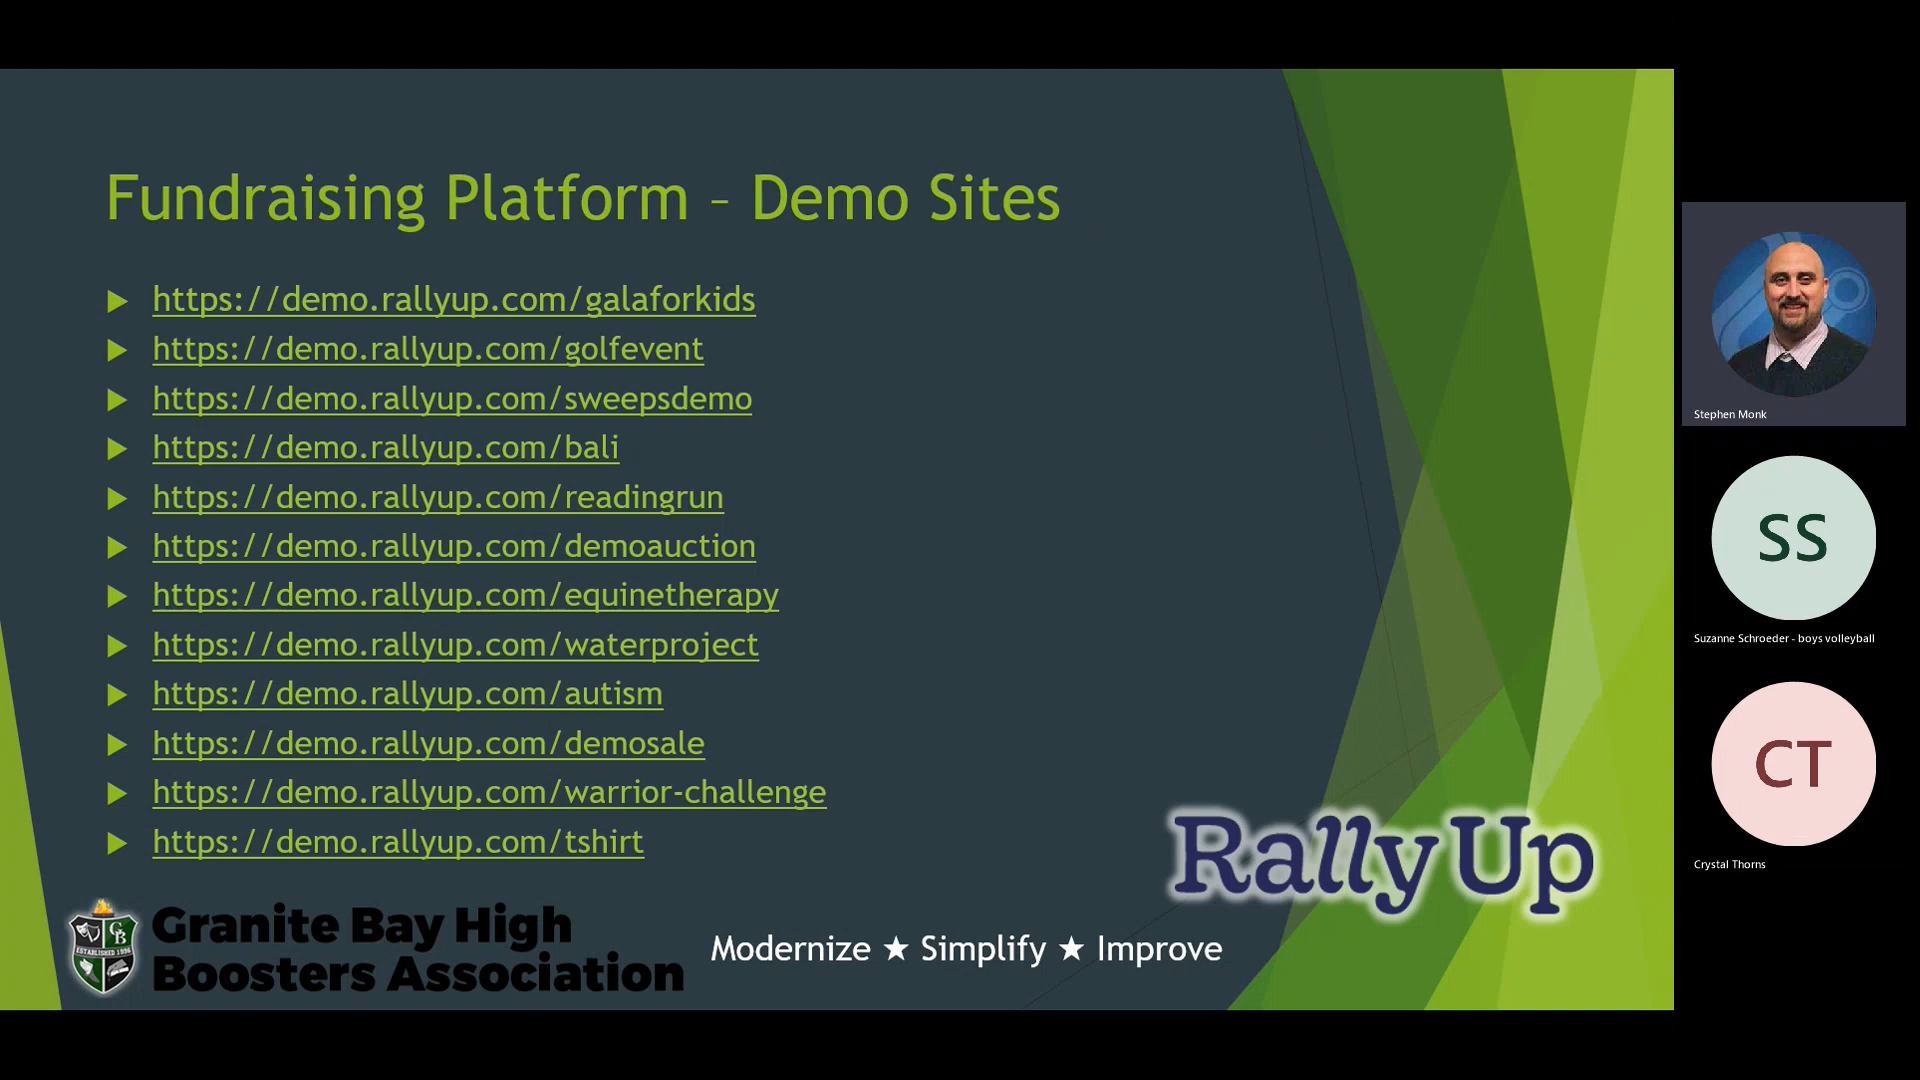 Fundraising Platform – Demo Sites
https://demo.rallyup.com/galaforkids
https://demo.rallyup.com/golfevent
https://demo.rallyup.com/sweepsdemo
https://demo.rallyup.com/bali
https://demo.rallyup.com/readingrun
https://demo.rallyup.com/demoauction
https://demo.rallyup.com/equinetherapy
https://demo.rallyup.com/waterproject
https://demo.rallyup.com/autism
https://demo.rallyup.com/demosale
https://demo.rallyup.com/warrior-challenge
https://demo.rallyup.com/tshirt
Rally Up
GB
Granite Bay High
Boosters Association
Modernize ★ Simplify ★ Improve
Stephen Monk
SS
Suzanne Schroeder - boys volleyball
CT
Crystal Thorns